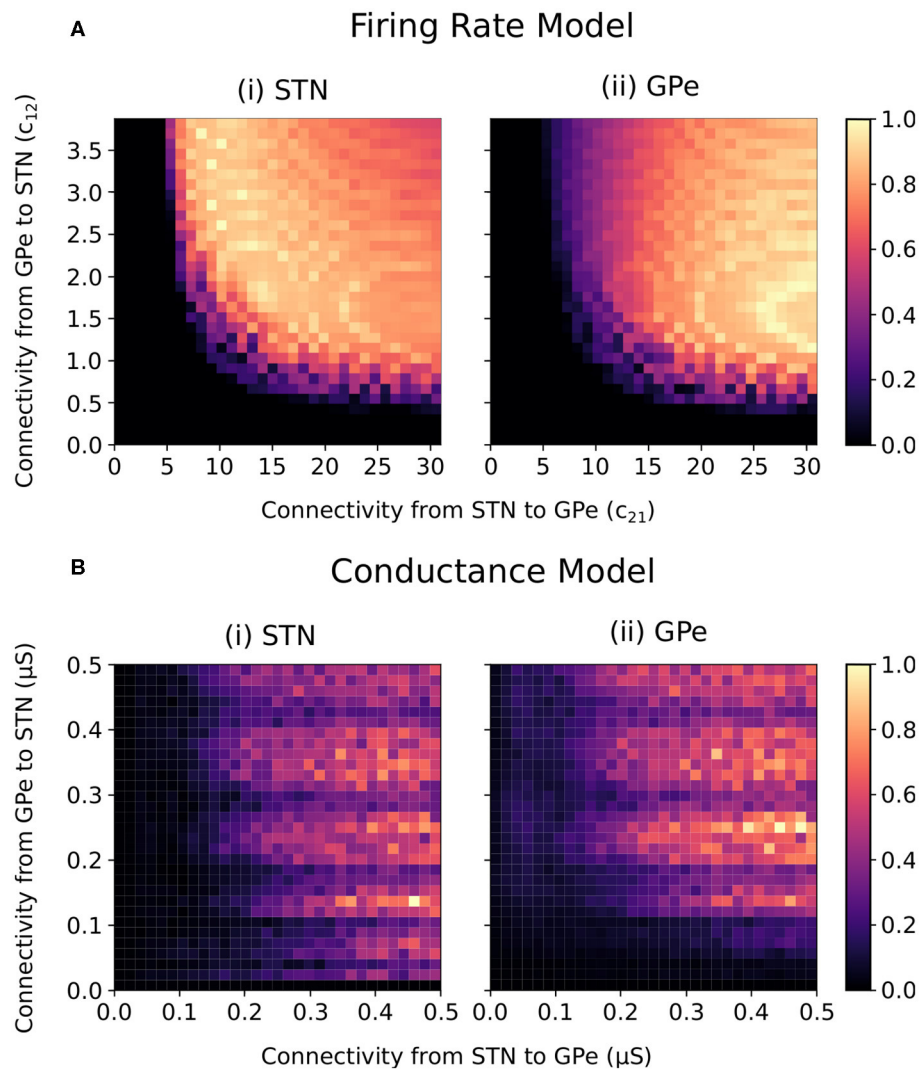 A
Firing Rate Model
(i) STN
(ii) GPe
Connectivity from GPe to STN (c12)
3.5
3.0
2.5
2.0
1.5
1.0
0.5
0.0
0 5 10 15 20 25 30
0 5 10 15 20 25 30
1.0
0.8
0.6
0.4
0.2
0.0
Connectivity from STN to GPe (c21)
B
Conductance Model
(i) STN
(ii) GPe
Connectivity from GPe to STN (µS)
0.5
0.4
0.3
0.2
0.1
0.0
0.0 0.1 0.2 0.3 0.4 0.5
0.0 0.1 0.2 0.3 0.4 0.5
1.0
0.8
0.6
0.4
0.2
0.0
Connectivity from STN to GPe (µS)